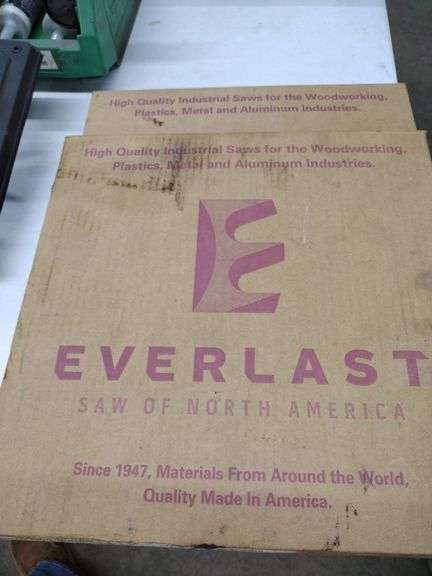 High Quality Industrial Saws for the Woodworking,
Plastics, Metal and Aluminum Industries.
High Quality Industrial Saws for the Woodworking,
Plastics, Metal and Aluminum Industries.
E
EVERLAST
SAW OF NORTH AMERICA
Since 1947, Materials From Around the World,
Quality Made In America.